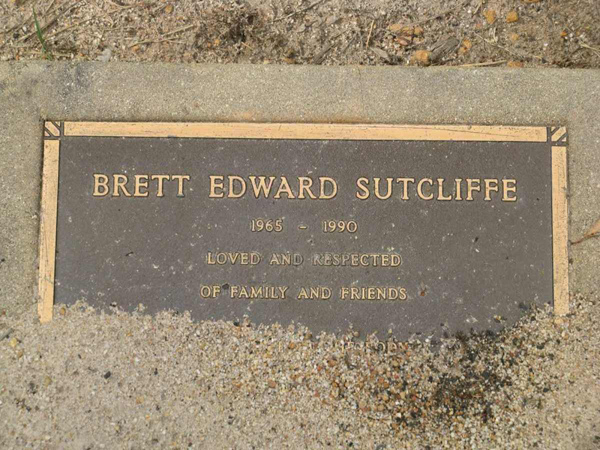 BRETT EDWARD SUTCLIFFE
1965 - 1990
LOVED AND RESPECTED
OF FAMILY AND FRIENDS